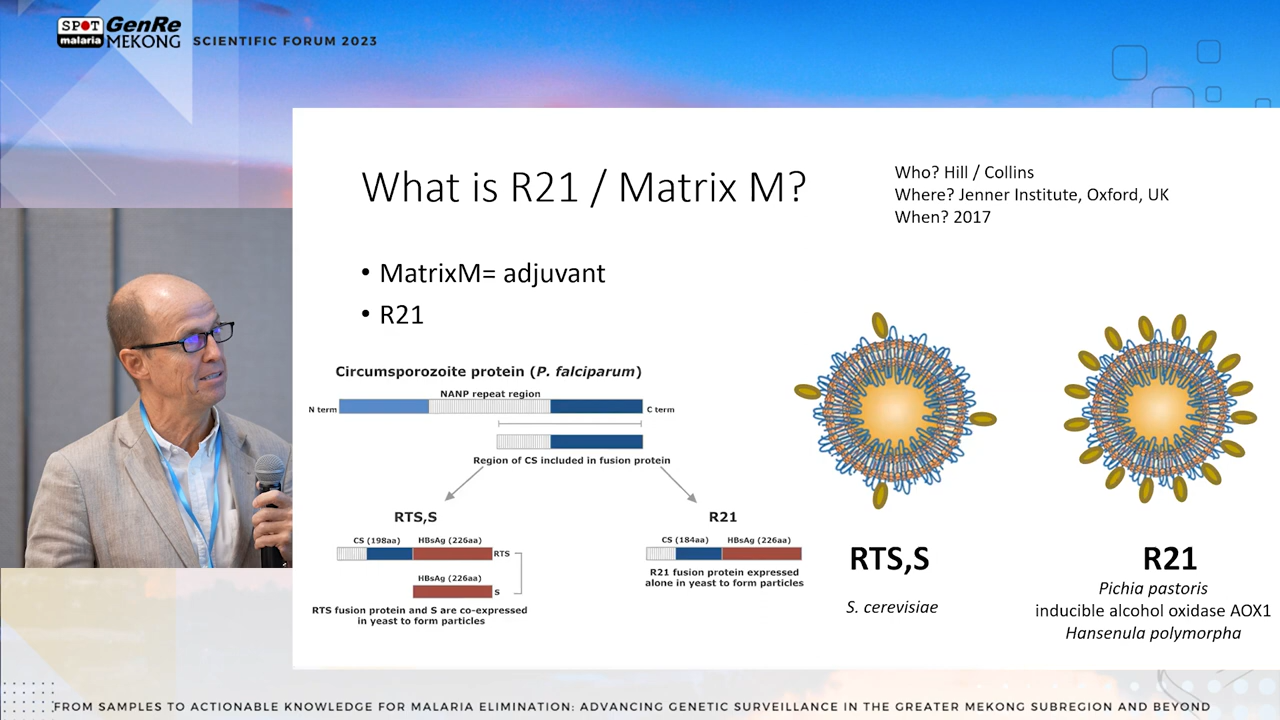 SPOT malaria GenRe MEKONG SCIENTIFIC FORUM 2023
What is R21 / Matrix M?
Who? Hill / Collins
Where? Jenner Institute, Oxford, UK
When? 2017
• MatrixM= adjuvant
• R21
Circumsporozoite protein (P. falciparum)
NANP repeat region
N term
C term
Region of CS included in fusion protein
RTS,S
CS (198aa) HBsAg (226aa)
RTS
HBsAg (226aa)
S
RTS fusion protein and S are co-expressed
in yeast to form particles
R21
CS (184aa) HBsAg (226aa)
R21 fusion protein expressed
alone in yeast to form particles
RTS,S
S. cerevisiae
R21
Pichia pastoris
inducible alcohol oxidase AOX1
Hansenula polymorpha
FROM SAMPLES TO ACTIONABLE KNOWLEDGE FOR MALARIA ELIMINATION: ADVANCING GENETIC SURVEILLANCE IN THE GREATER MEKONG SUBREGION AND BEYOND